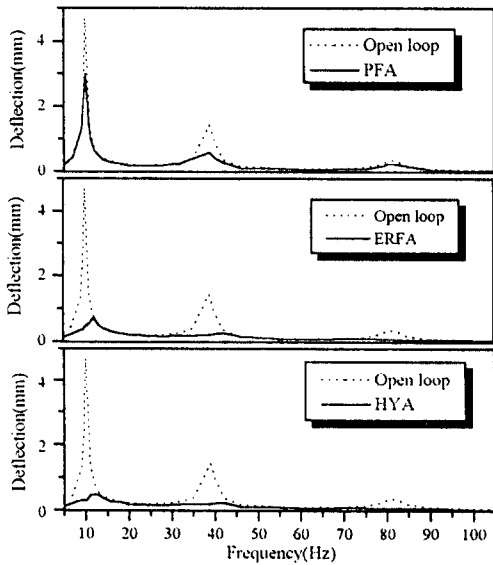 4
2
0
Deflection(mm)
Open loop
PFA
4
2
0
Deflection(mm)
Open loop
ERFA
4
2
0
Deflection(mm)
Open loop
HYA
10 20 30 40 50 60 70 80 90 100
Frequency(Hz)